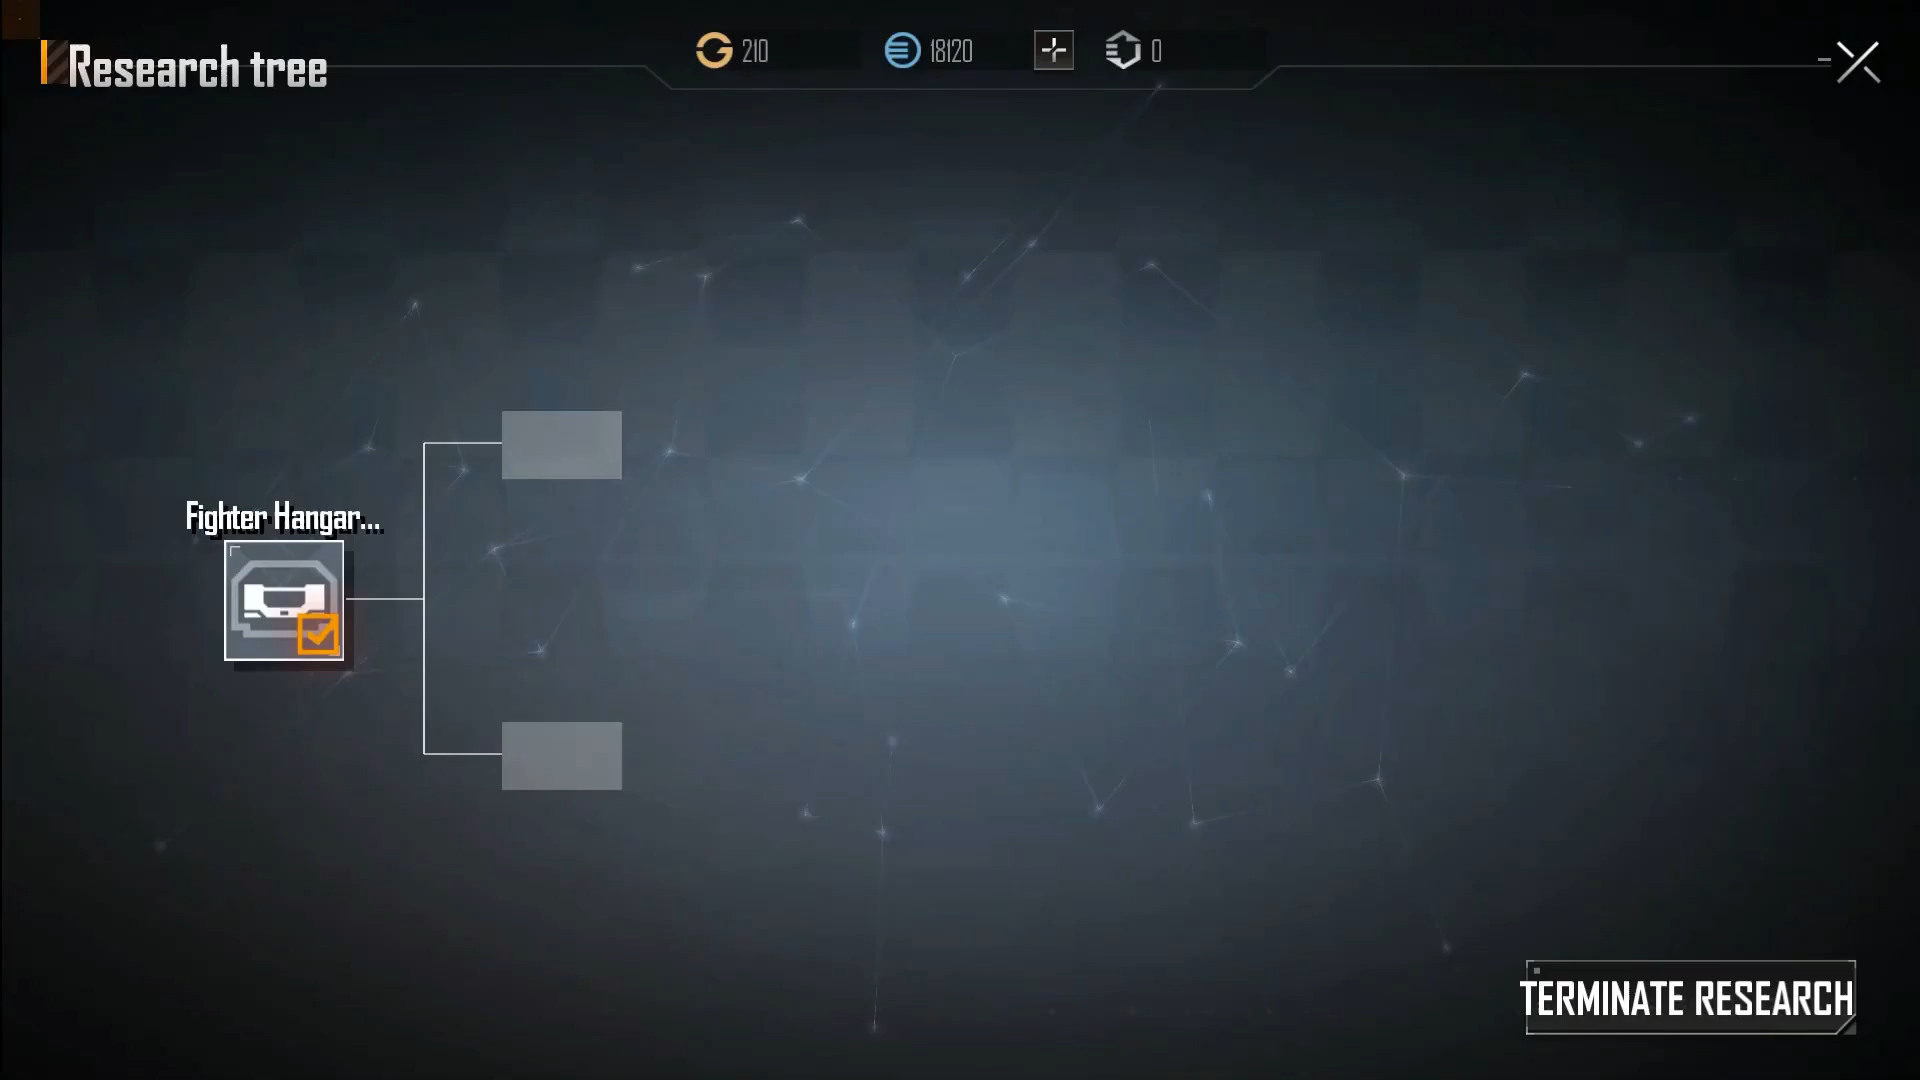 Research tree
210
18120
0
Fighter Hangar...
TERMINATE RESEARCH